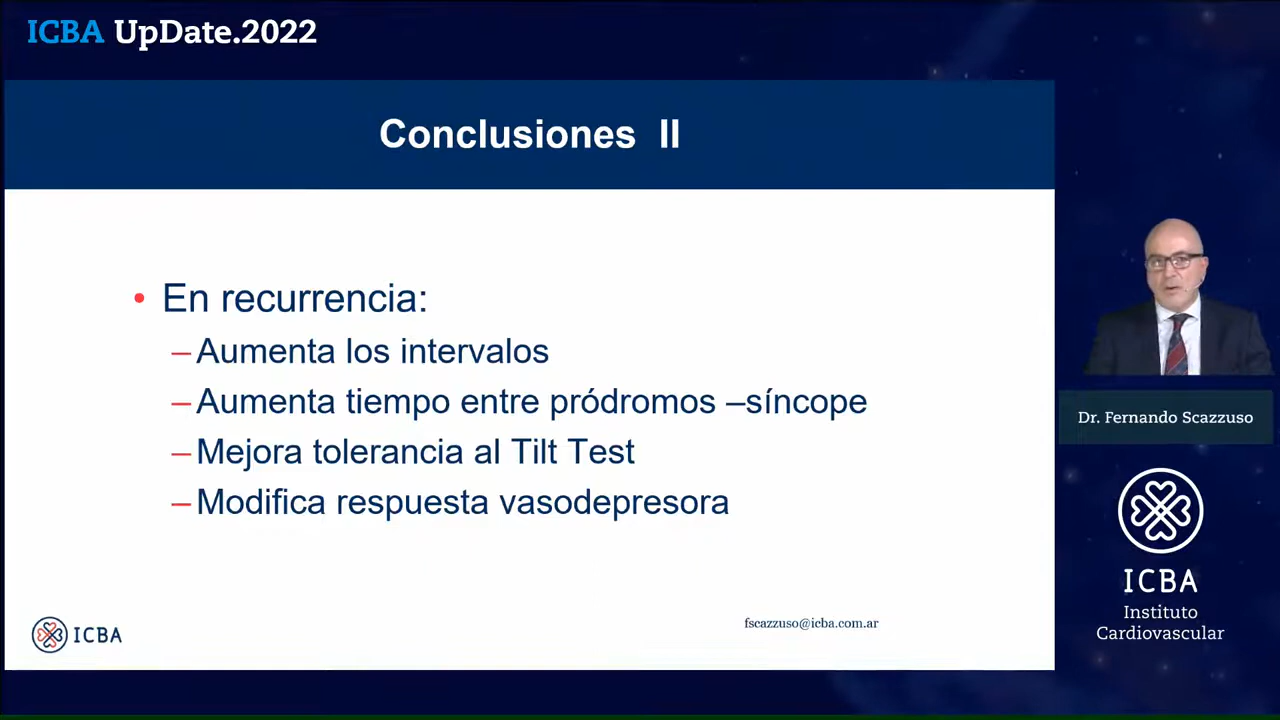 ICBA UpDate.2022
Conclusiones II
• En recurrencia:
–Aumenta los intervalos
–Aumenta tiempo entre pródromos –síncope
–Mejora tolerancia al Tilt Test
–Modifica respuesta vasodepresora
ICBA
fscazzuso@icba.com.ar
Dr. Fernando Scazzuso
ICBA
Instituto
Cardiovascular